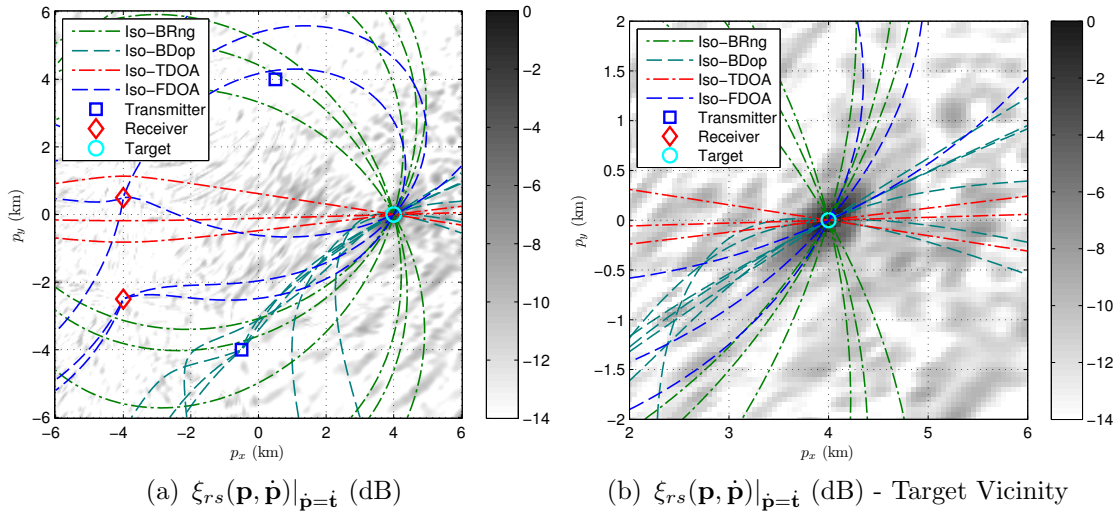 Iso-BRng
Iso-BDop
Iso-TDOA
Iso-FDOA
Transmitter
Receiver
Target
6
4
2
0
−2
−4
−6
p_y (km)
−6
−4
−2
0
2
4
6
p_x (km)
0
−2
−4
−6
−8
−10
−12
−14
(a) ξ_{rs}(p, ṗ)|_{ṗ=ṫ} (dB)
Iso-BRng
Iso-BDop
Iso-TDOA
Iso-FDOA
Transmitter
Receiver
Target
2
1.5
1
0.5
0
−0.5
−1
−1.5
−2
p_y (km)
2
3
4
5
6
p_x (km)
0
−2
−4
−6
−8
−10
−12
−14
(b) ξ_{rs}(p, ṗ)|_{ṗ=ṫ} (dB) - Target Vicinity